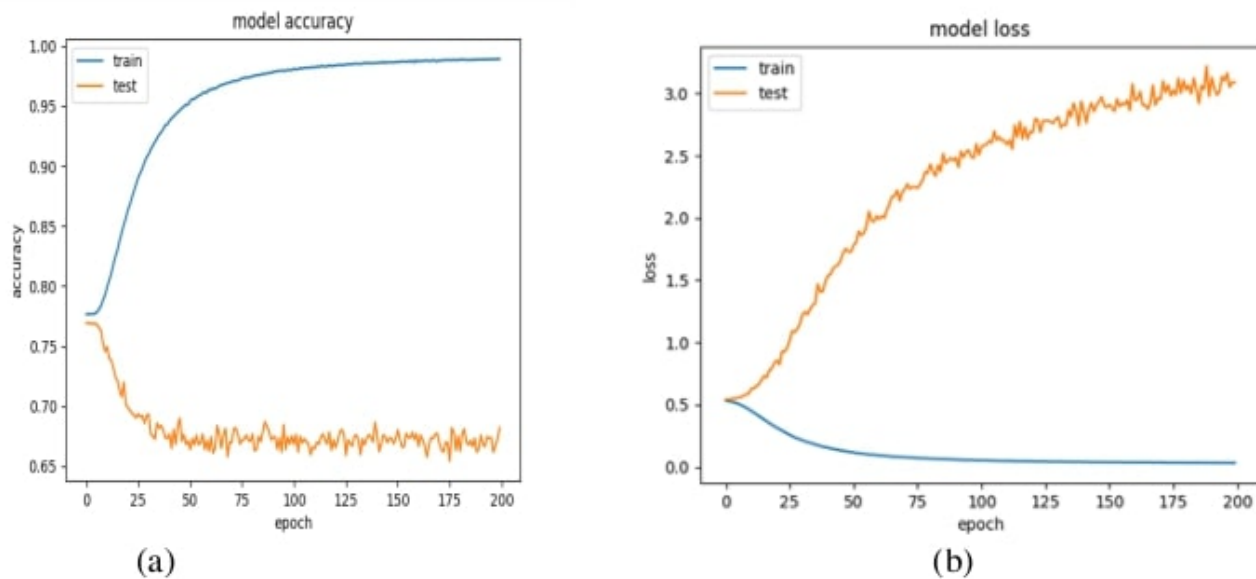 model accuracy
1.00
0.95
0.90
0.85
0.80
0.75
0.70
0.65
accuracy
train
test
0 25 50 75 100 125 150 175 200
epoch
(a)
model loss
3.0
2.5
2.0
1.5
1.0
0.5
0.0
loss
train
test
0 25 50 75 100 125 150 175 200
epoch
(b)